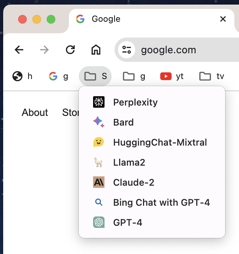 Google
google.com
h
g
S
g
yt
tv
About
Perplexity
Bard
HuggingChat-Mixtral
Llama2
Claude-2
Bing Chat with GPT-4
GPT-4